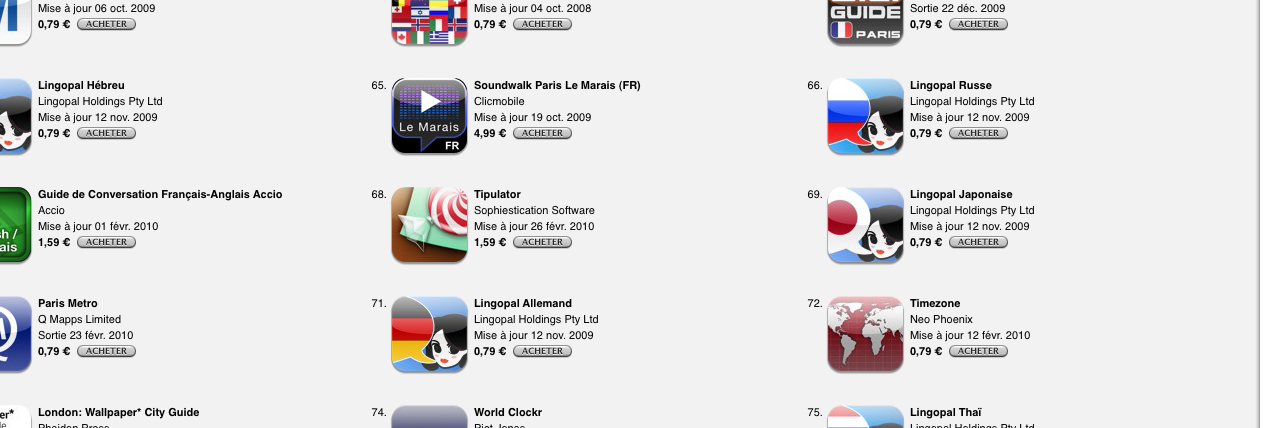 Mise à jour 06 oct. 2009
0,79 € ACHETER
Mise à jour 04 oct. 2008
0,79 € ACHETER
GUIDE
PARIS
Sortie 22 déc. 2009
0,79 € ACHETER
Lingopal Hébreu
Lingopal Holdings Pty Ltd
Mise à jour 12 nov. 2009
0,79 € ACHETER
65.
Le Marais
FR
Soundwalk Paris Le Marais (FR)
Clicmobile
Mise à jour 19 oct. 2009
4,99 € ACHETER
66.
Lingopal Russe
Lingopal Holdings Pty Ltd
Mise à jour 12 nov. 2009
0,79 € ACHETER
Guide de Conversation Français-Anglais Accio
Accio
Mise à jour 01 févr. 2010
1,59 € ACHETER
68.
Tipulator
Sophiestication Software
Mise à jour 26 févr. 2010
1,59 € ACHETER
69.
Lingopal Japonaise
Lingopal Holdings Pty Ltd
Mise à jour 12 nov. 2009
0,79 € ACHETER
Paris Metro
Q Mapps Limited
Sortie 23 févr. 2010
0,79 € ACHETER
71.
Lingopal Allemand
Lingopal Holdings Pty Ltd
Mise à jour 12 nov. 2009
0,79 € ACHETER
72.
Timezone
Neo Phoenix
Mise à jour 12 févr. 2010
0,79 € ACHETER
London: Wallpaper* City Guide
74.
World Clockr
75.
Lingopal Thaï
Lingopal Holdings Pty Ltd